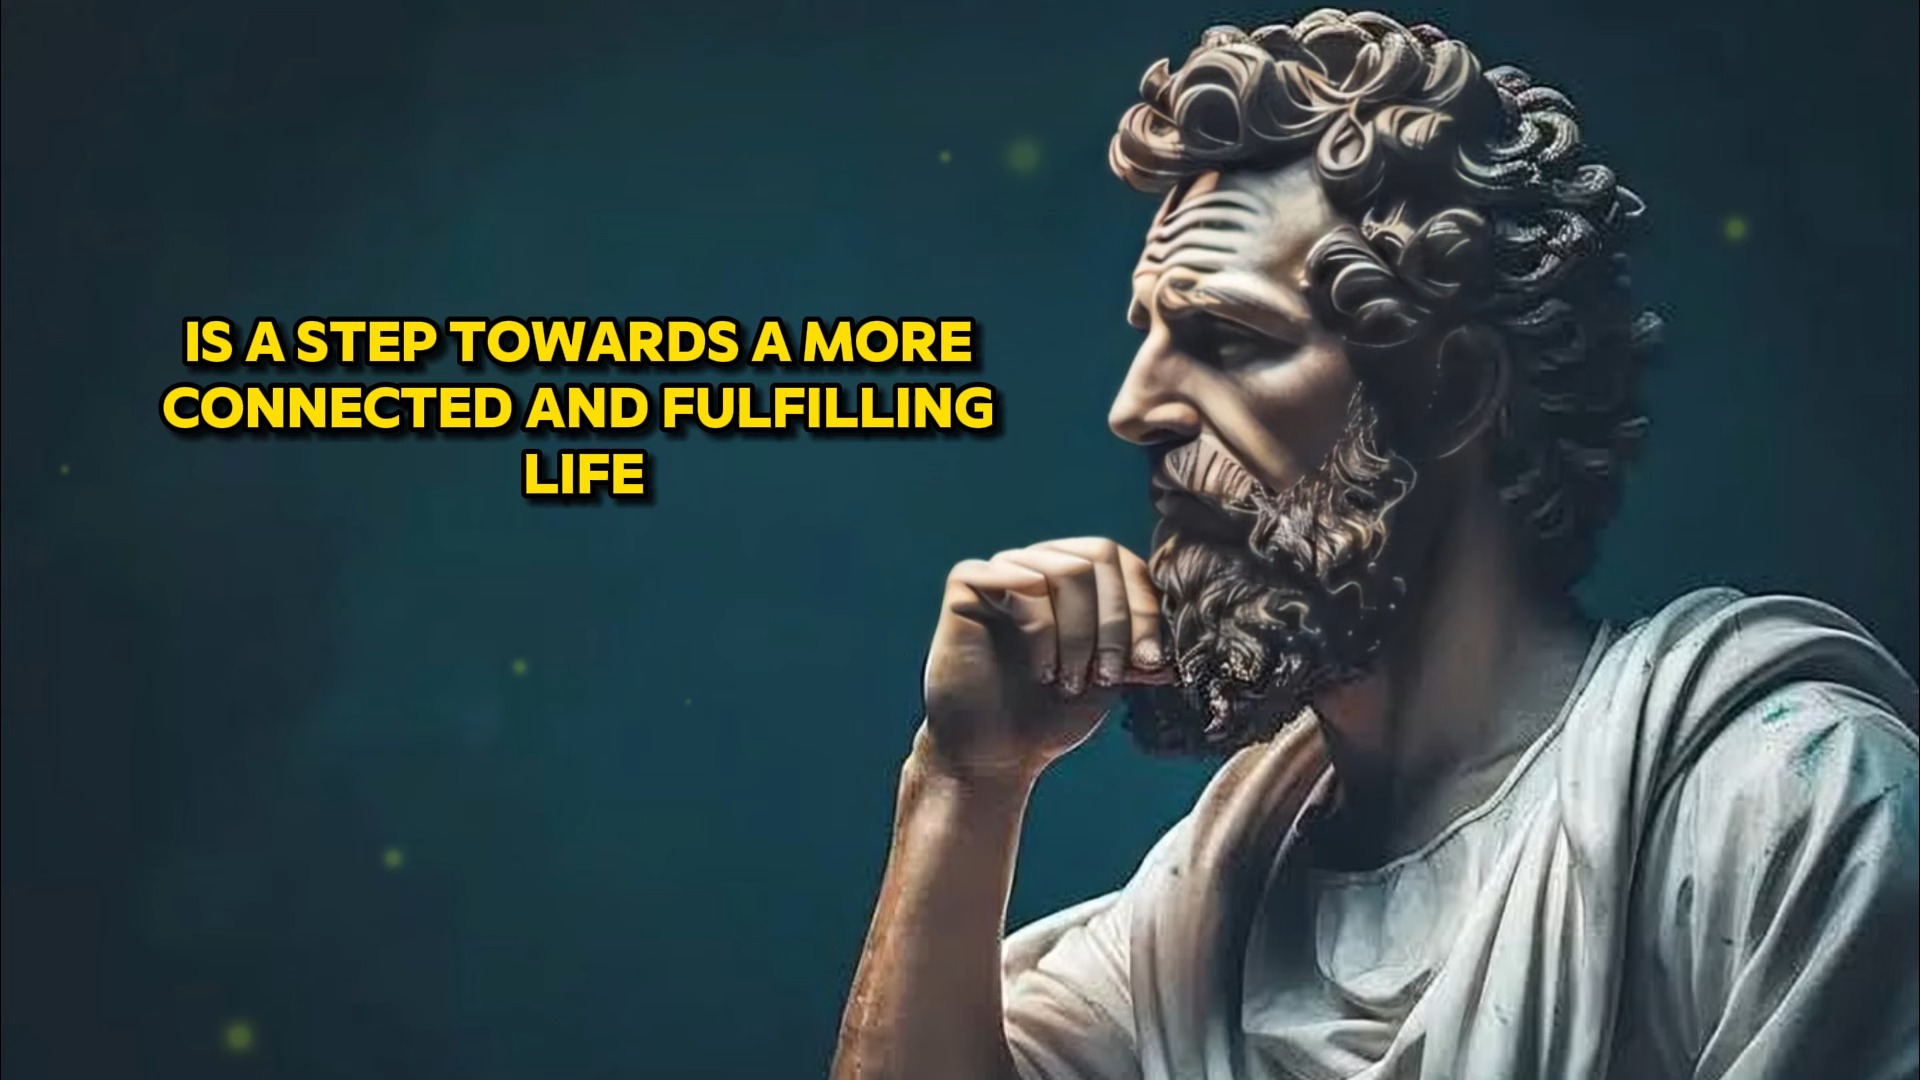 IS A STEP TOWARDS A MORE
CONNECTED AND FULFILLING
LIFE